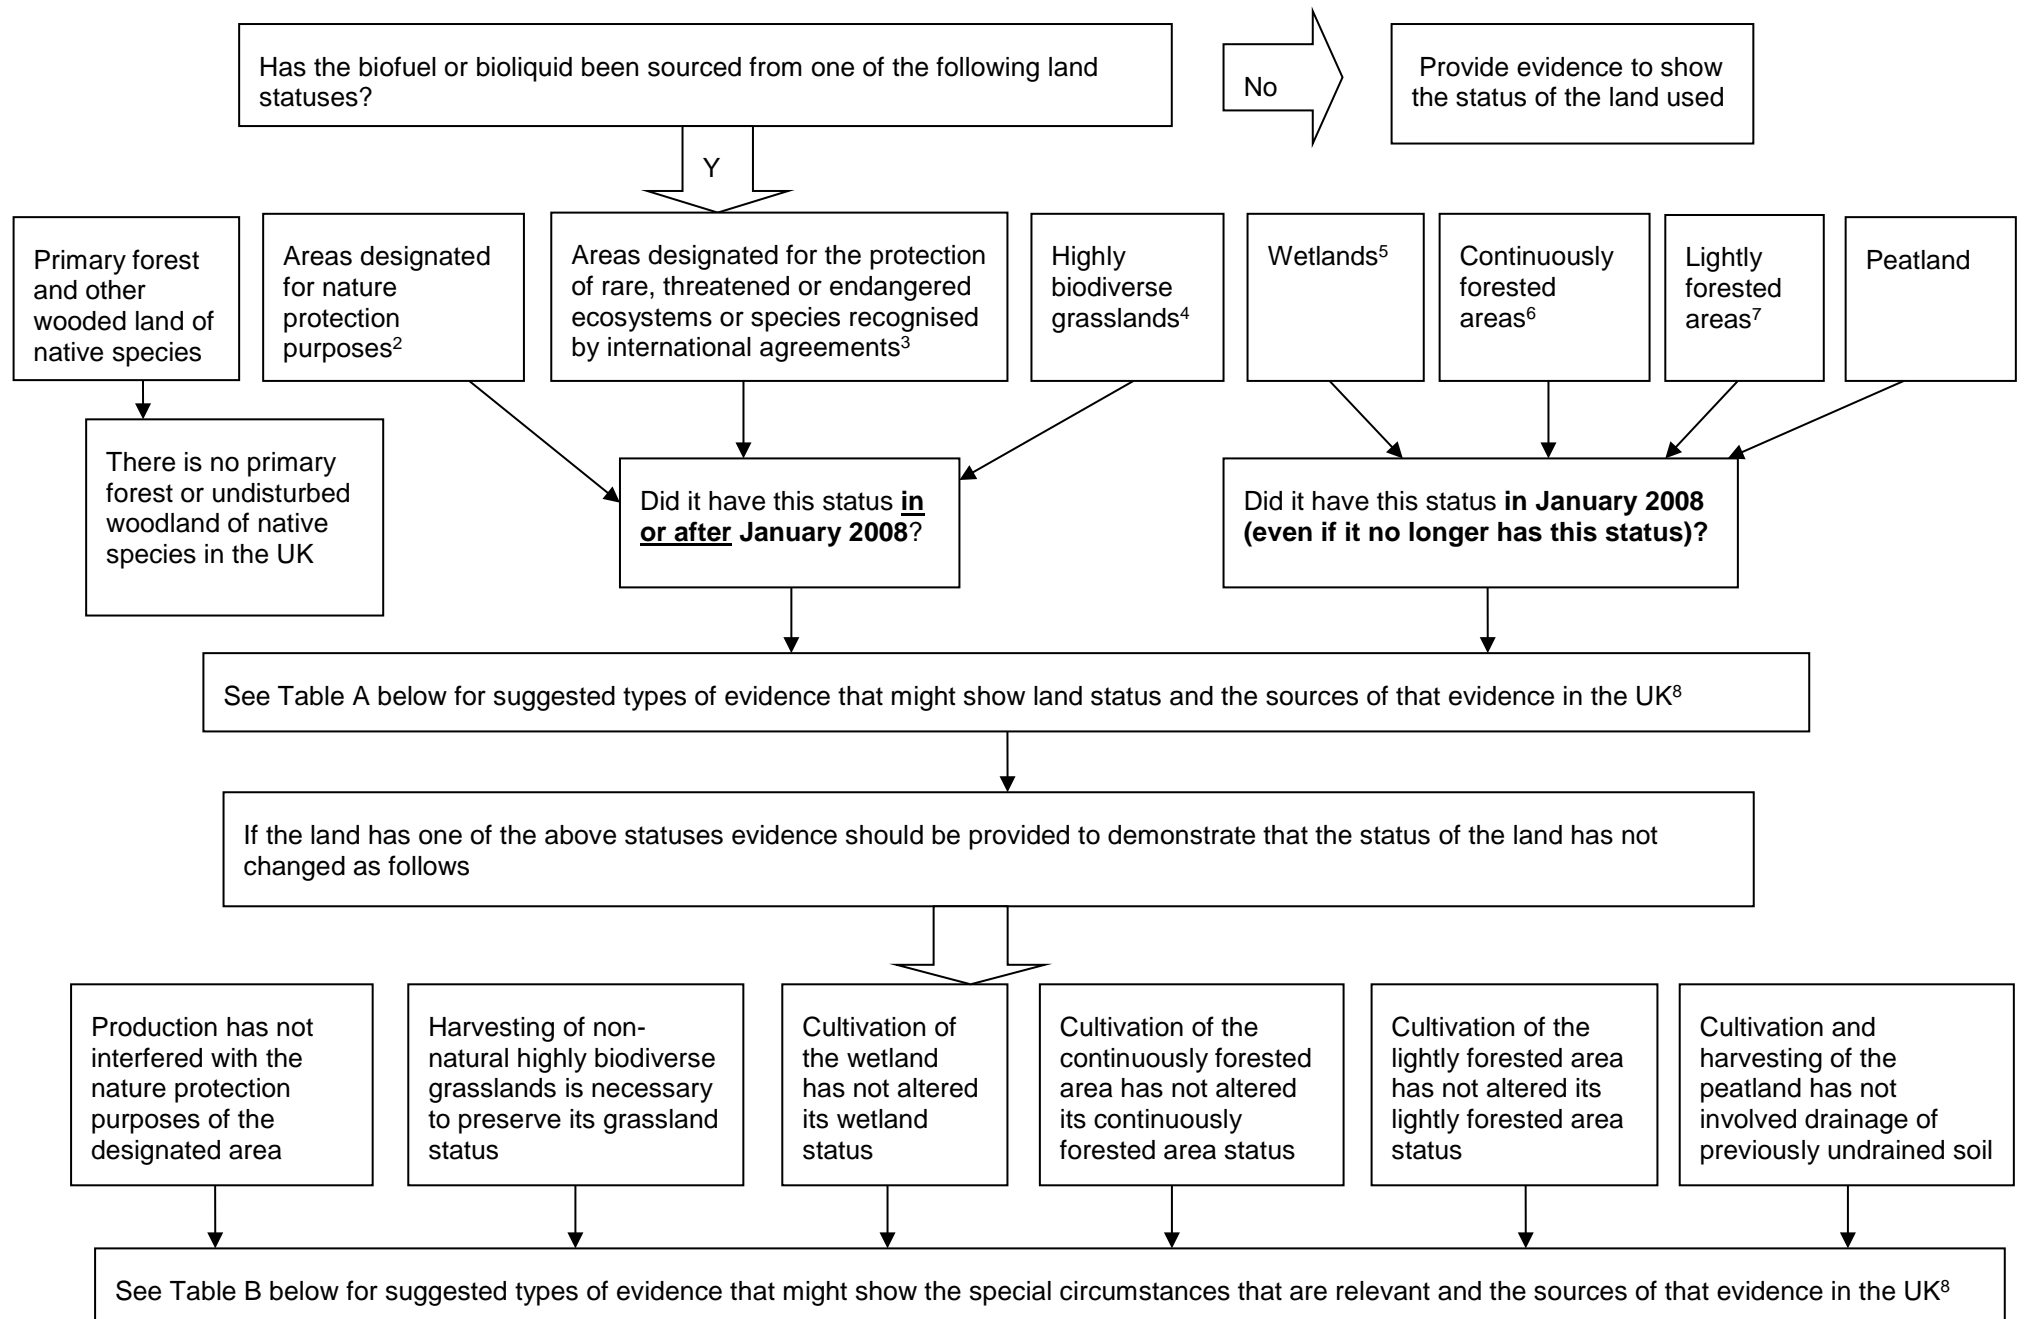 Has the biofuel or bioliquid been sourced from one of the following land
statuses?
No
Provide evidence to show
the status of the land used
Y
Primary forest
and other
wooded land of
native species
Areas designated
for nature
protection
purposes²
Areas designated for the protection
of rare, threatened or endangered
ecosystems or species recognised
by international agreements³
Highly
biodiverse
grasslands⁴
Wetlands⁵
Continuously
forested
areas⁶
Lightly
forested
areas⁷
Peatland
There is no primary
forest or undisturbed
woodland of native
species in the UK
Did it have this status in
or after January 2008?
Did it have this status in January 2008
(even if it no longer has this status)?
See Table A below for suggested types of evidence that might show land status and the sources of that evidence in the UK⁸
If the land has one of the above statuses evidence should be provided to demonstrate that the status of the land has not
changed as follows
Production has not
interfered with the
nature protection
purposes of the
designated area
Harvesting of non-
natural highly biodiverse
grasslands is necessary
to preserve its grassland
status
Cultivation of
the wetland
has not altered
its wetland
status
Cultivation of the
continuously forested
area has not altered
its continuously
forested area status
Cultivation of the
lightly forested area
has not altered its
lightly forested area
status
Cultivation and
harvesting of the
peatland has not
involved drainage of
previously undrained soil
See Table B below for suggested types of evidence that might show the special circumstances that are relevant and the sources of that evidence in the UK⁸